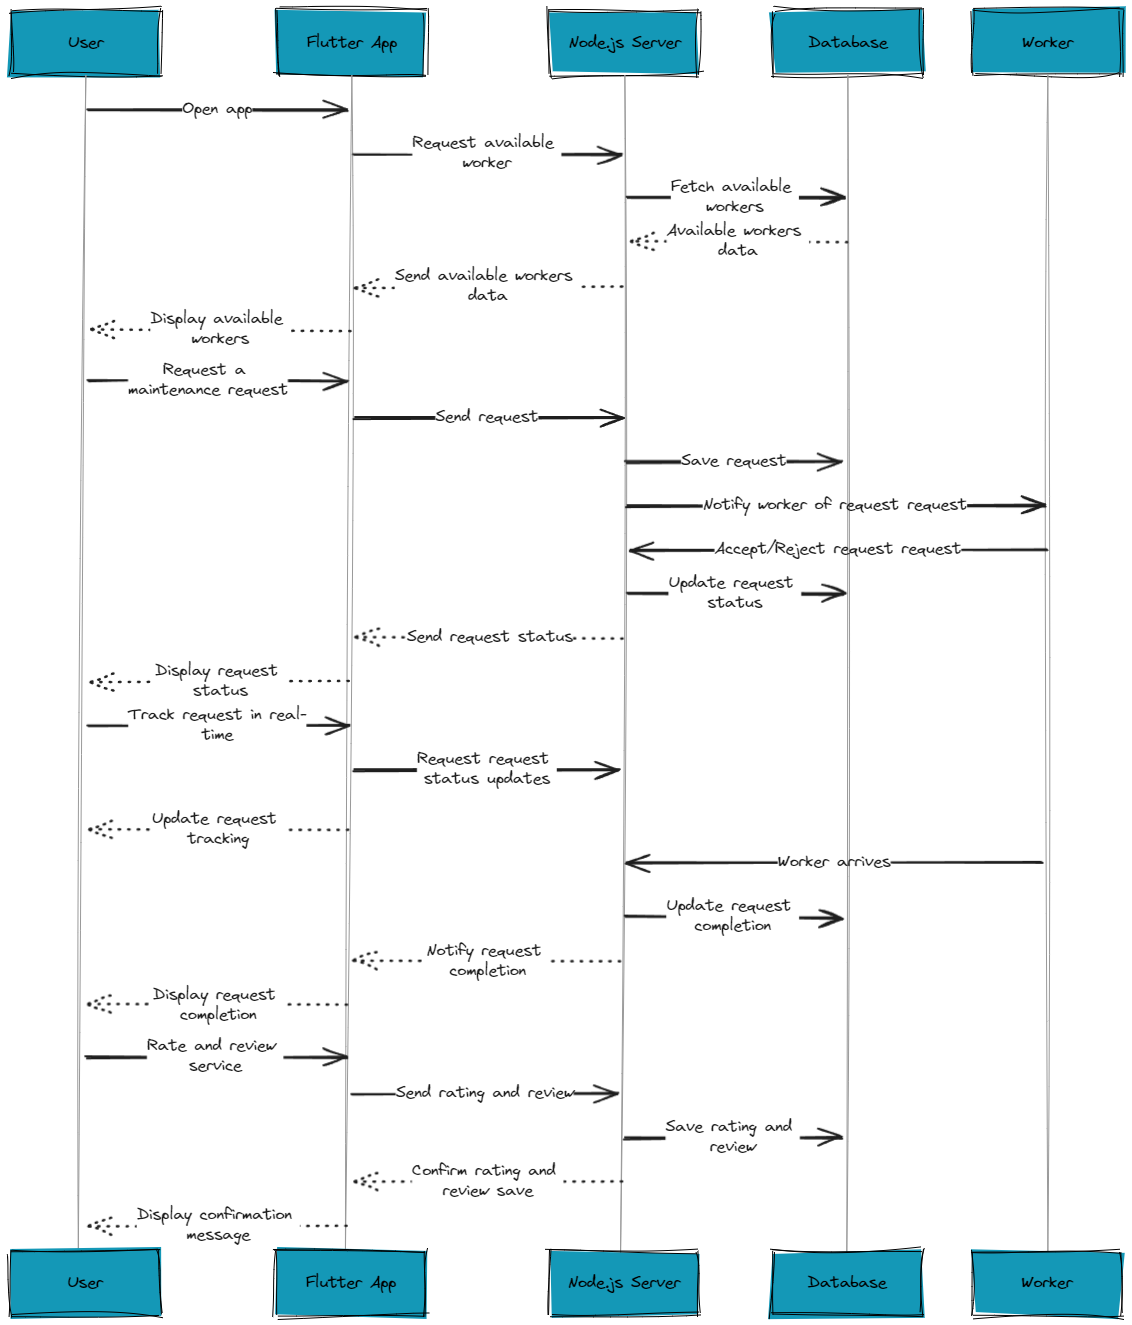 User
Flutter App
Node.js Server
Database
Worker
Open app
Request available
worker
Fetch available
workers
Available workers
data
Send available workers
data
Display available
workers
Request a
maintenance request
Send request
Save request
Notify worker of request request
Accept/Reject request request
Update request
status
Send request status
Display request
status
Track request in real-
time
Request request
status updates
Update request
tracking
Worker arrives
Update request
completion
Notify request
completion
Display request
completion
Rate and review
service
Send rating and review
Save rating and
review
Confirm rating and
review save
Display confirmation
message
User
Flutter App
Node.js Server
Database
Worker